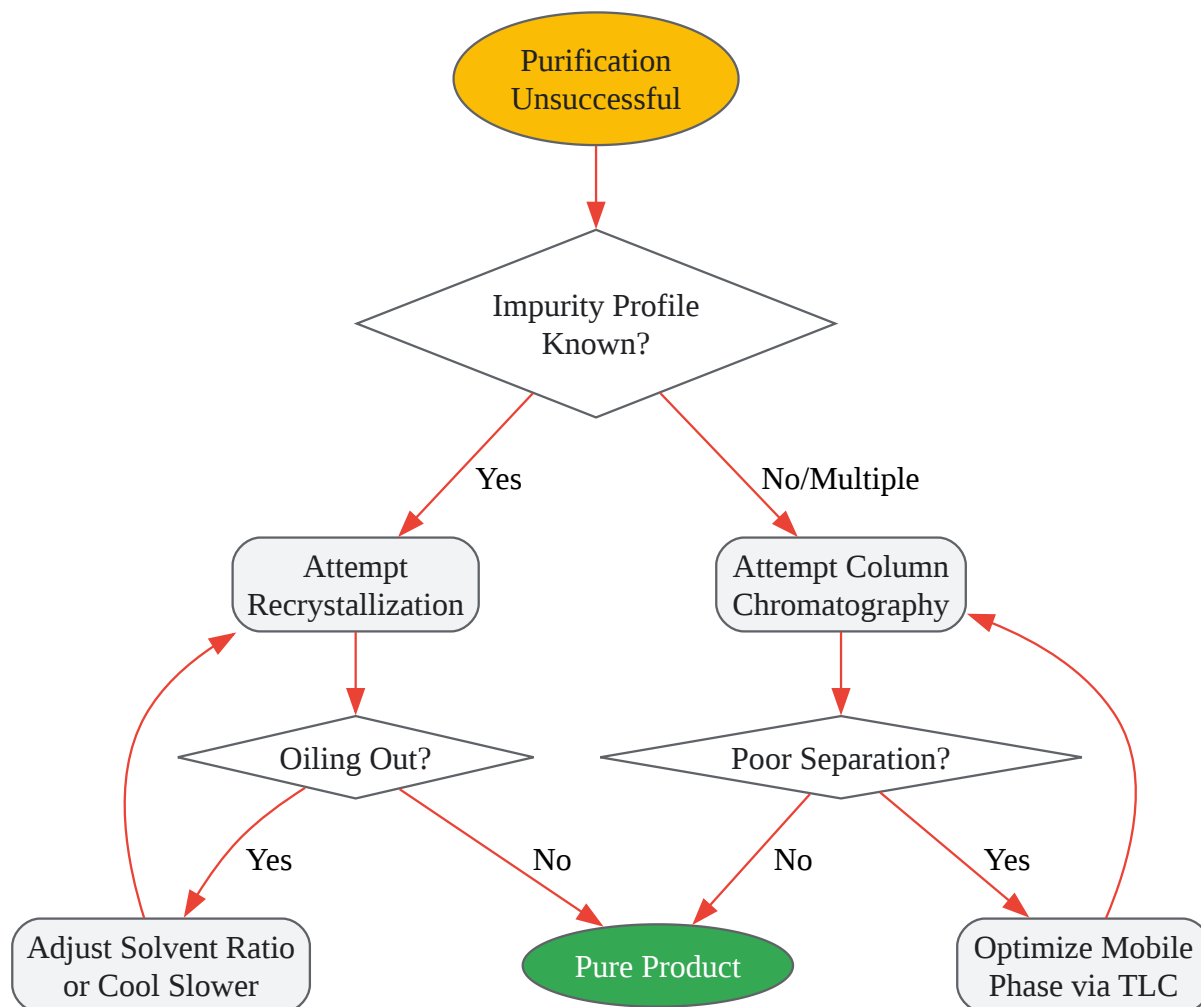 Purification
Unsuccessful
Impurity Profile
Known?
Yes
No/Multiple
Attempt
Recrystallization
Attempt Column
Chromatography
Oiling Out?
Poor Separation?
Yes
No
No
Yes
Adjust Solvent Ratio
or Cool Slower
Pure Product
Optimize Mobile
Phase via TLC